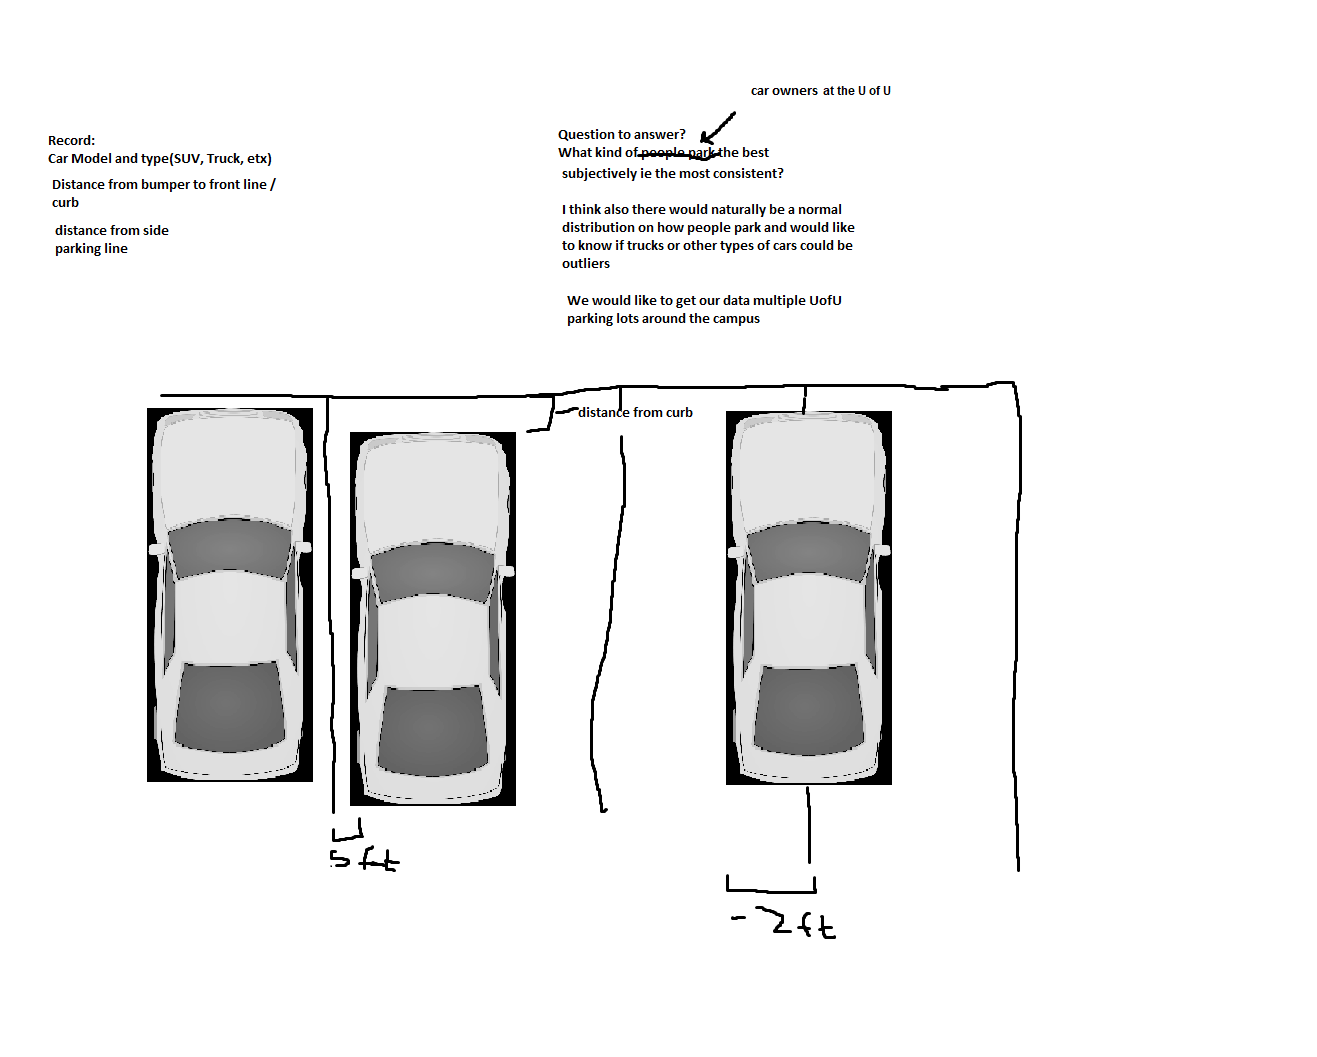 car owners at the U of U
Record:
Car Model and type(SUV, Truck, etx)
Distance from bumper to front line /
curb
distance from side
parking line
Question to answer?
What kind of people park the best
subjectively ie the most consistent?
I think also there would naturally be a normal
distribution on how people park and would like
to know if trucks or other types of cars could be
outliers
We would like to get our data multiple UofU
parking lots around the campus
distance from curb
5ft
-2ft